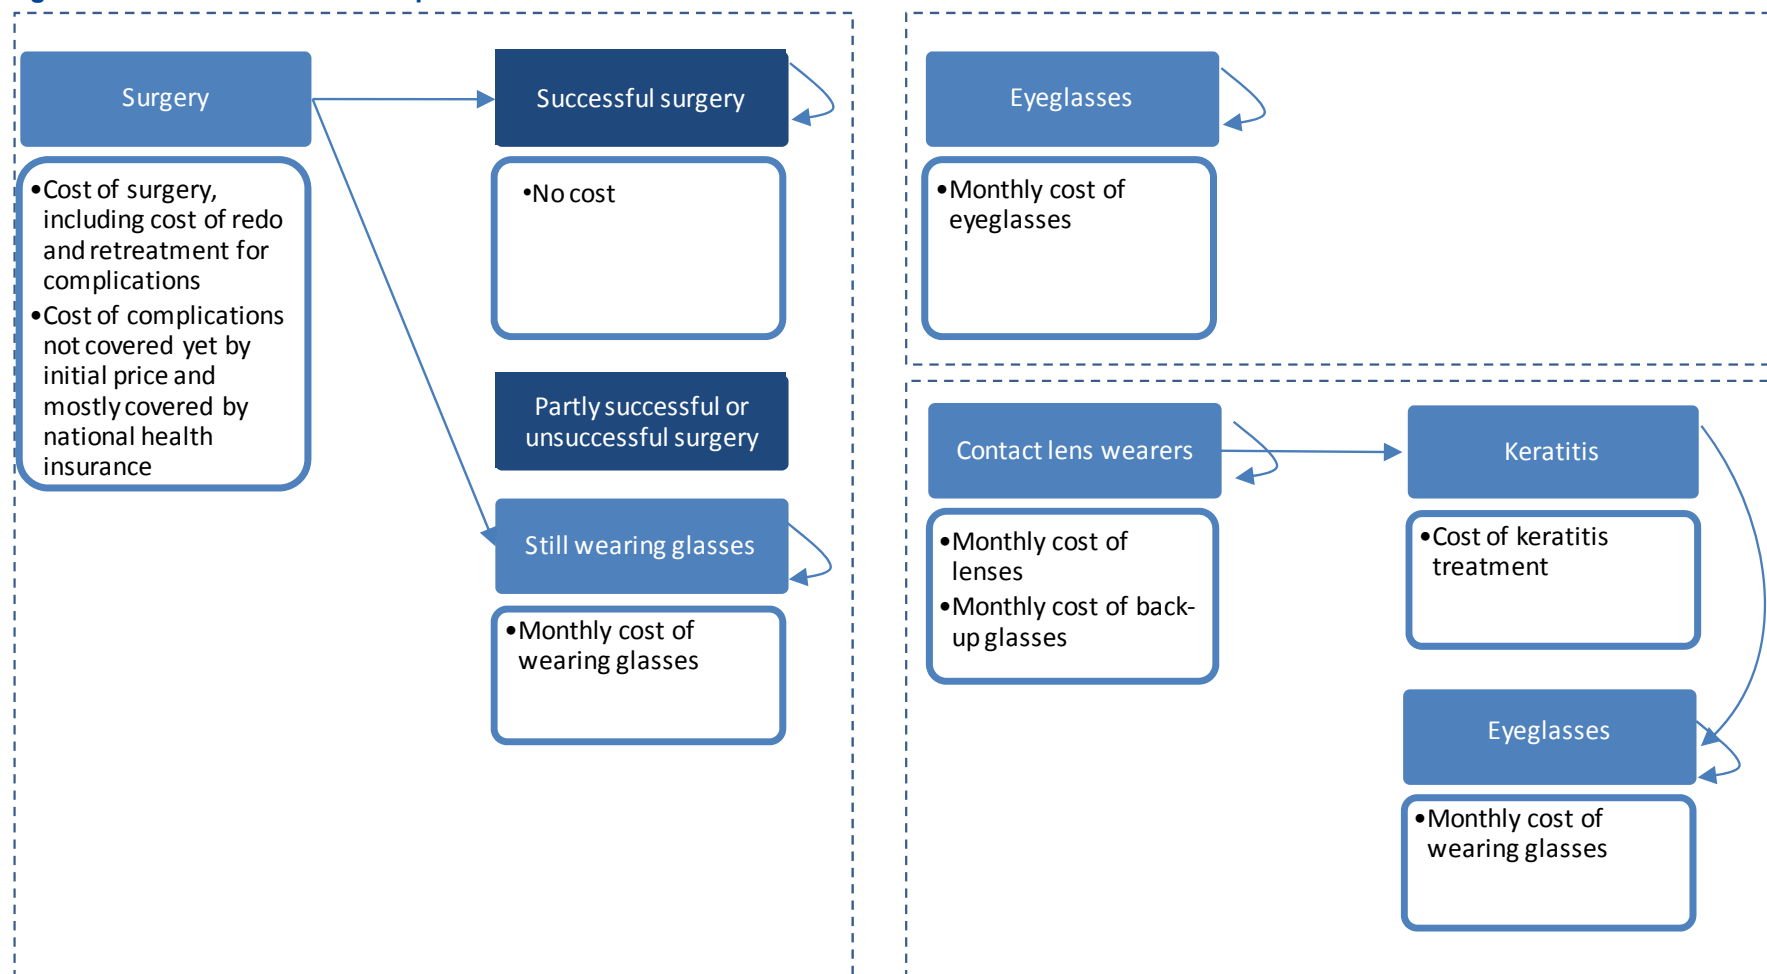 Surgery
•Cost of surgery,
including cost of redo
and retreatment for
complications
•Cost of complications
not covered yet by
initial price and
mostly covered by
national health
insurance
Successful surgery
•No cost
Partly successful or
unsuccessful surgery
Still wearing glasses
•Monthly cost of
wearing glasses
Eyeglasses
•Monthly cost of
eyeglasses
Contact lens wearers
•Monthly cost of
lenses
•Monthly cost of back-
up glasses
Keratitis
•Cost of keratitis
treatment
Eyeglasses
•Monthly cost of
wearing glasses